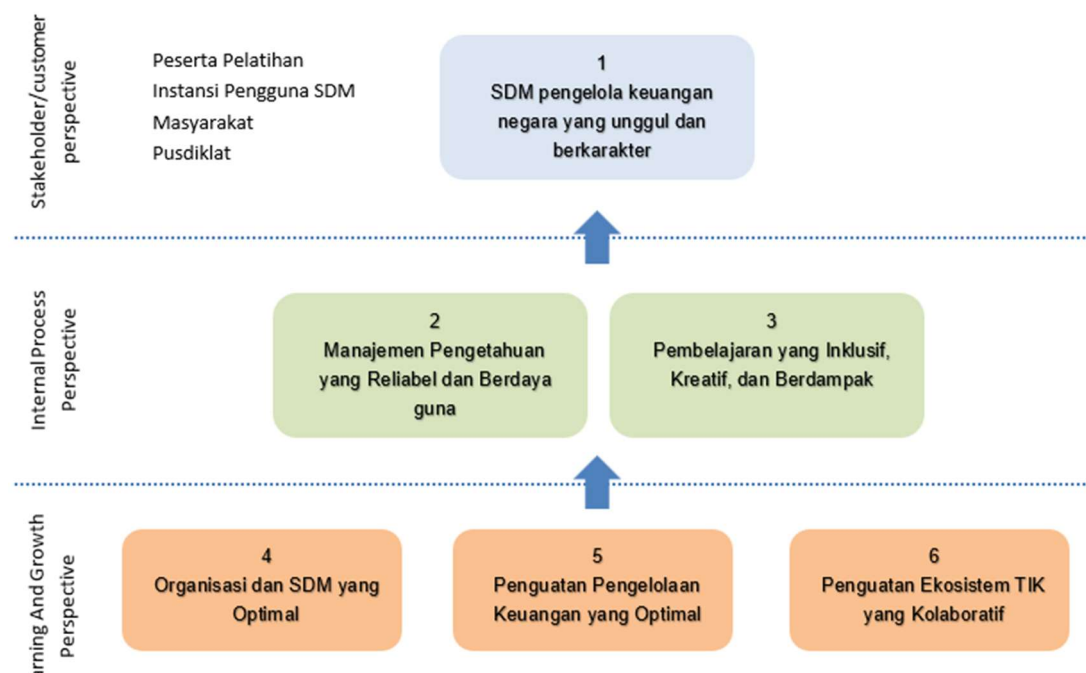 Stakeholder/customer
perspective
Peserta Pelatihan
Instansi Pengguna SDM
Masyarakat
Pusdiklat
1
SDM pengelola keuangan
negara yang unggul dan
berkarakter
Internal Process
Perspective
2
Manajemen Pengetahuan
yang Reliabel dan Berdaya
guna
3
Pembelajaran yang Inklusif,
Kreatif, dan Berdampak
arning And Growth
Perspective
4
Organisasi dan SDM yang
Optimal
5
Penguatan Pengelolaan
Keuangan yang Optimal
6
Penguatan Ekosistem TIK
yang Kolaboratif